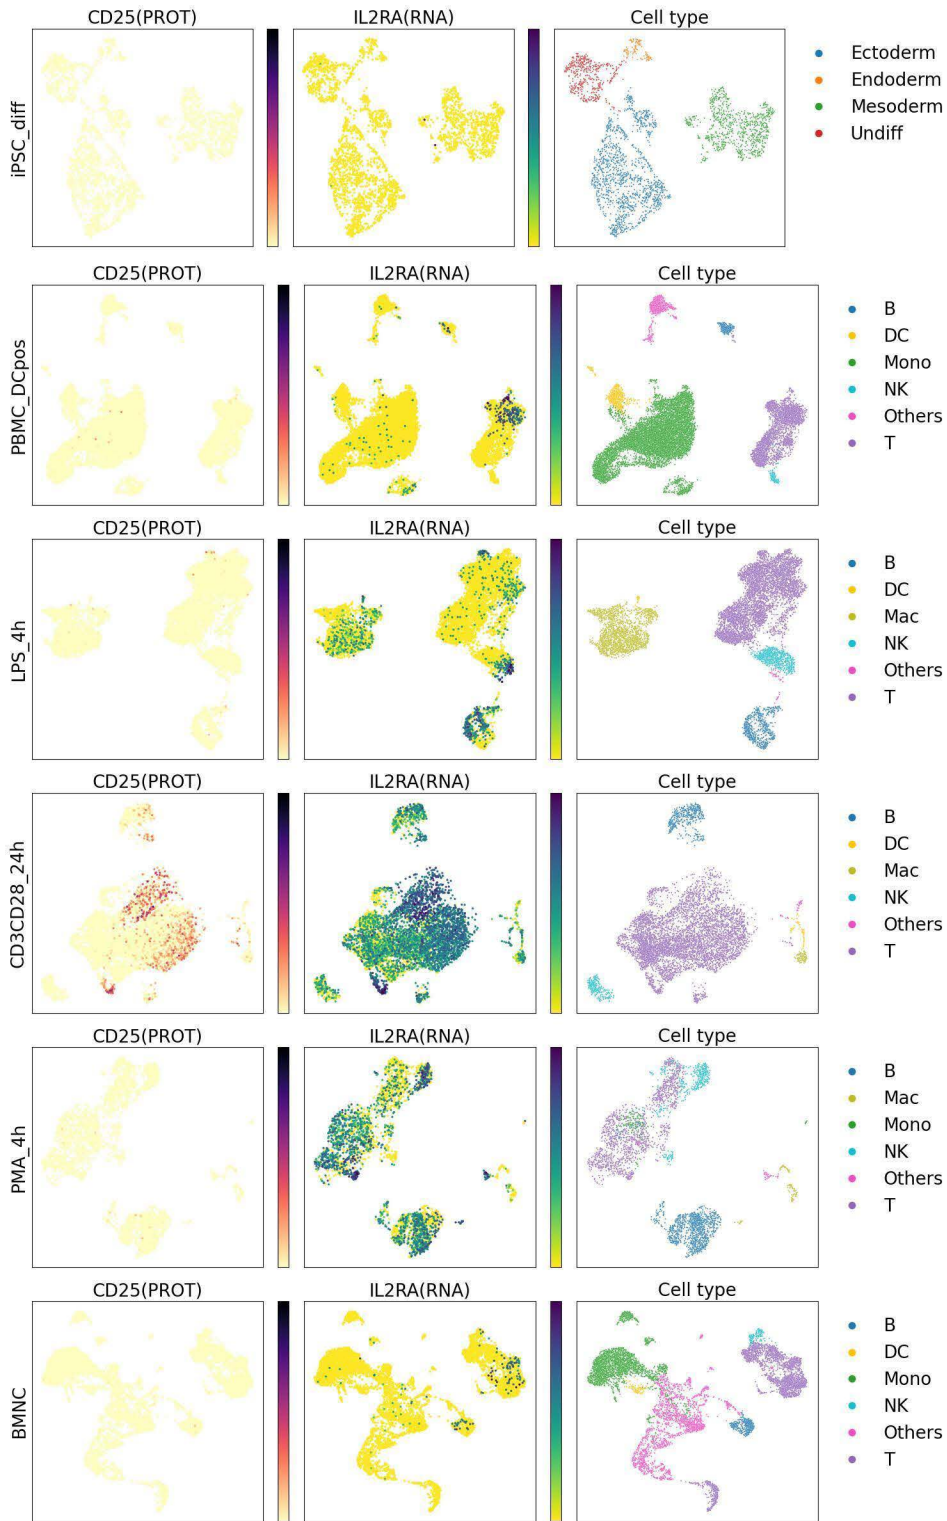 CD25(PROT) IL2RA(RNA) Cell type
iPSC_diff
Ectoderm
Endoderm
Mesoderm
Undiff
CD25(PROT) IL2RA(RNA) Cell type
PBMC_DCpos
B
DC
Mono
NK
Others
T
CD25(PROT) IL2RA(RNA) Cell type
LPS_4h
B
DC
Mac
NK
Others
T
CD25(PROT) IL2RA(RNA) Cell type
CD3CD28_24h
B
DC
Mac
NK
Others
T
CD25(PROT) IL2RA(RNA) Cell type
PMA_4h
B
Mac
Mono
NK
Others
T
CD25(PROT) IL2RA(RNA) Cell type
BMNC
B
DC
Mono
NK
Others
T